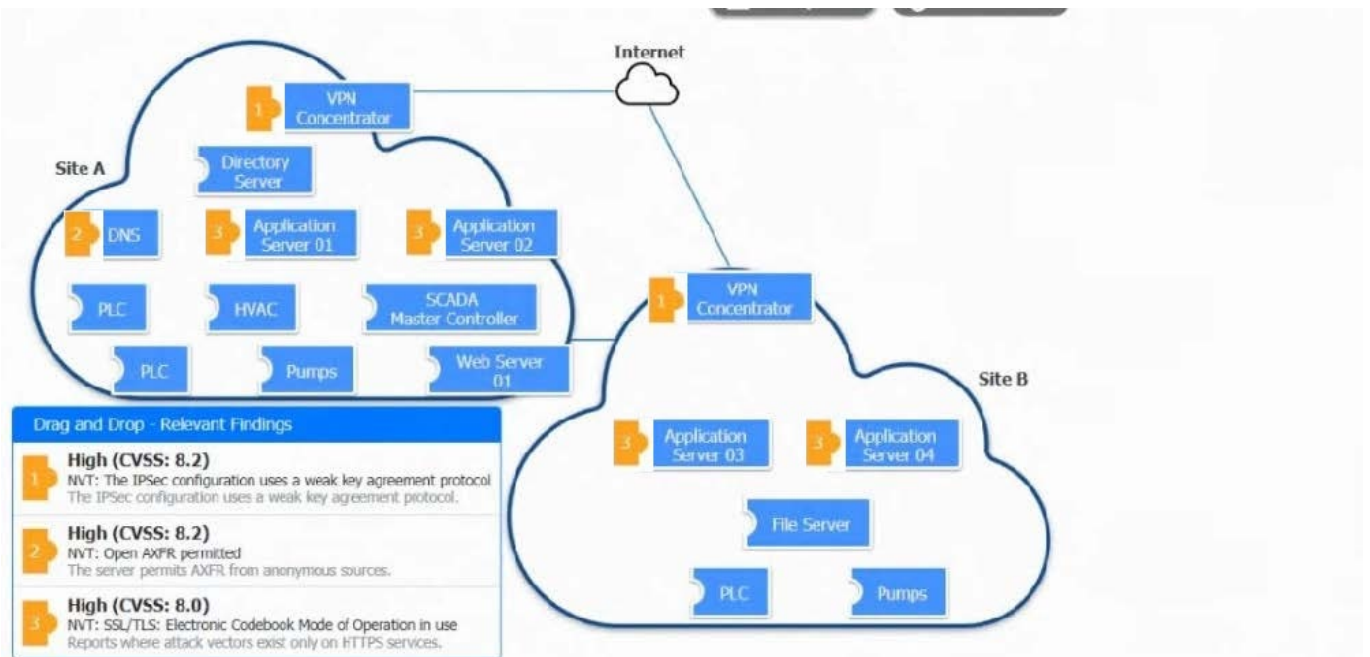 Internet
1
VPN
Concentrator
Site A
Directory
Server
2
DNS
3
Application
Server 01
3
Application
Server 02
PLC
HVAC
SCADA
Master Controller
PLC
Pumps
Web Server
01
1
VPN
Concentrator
Site B
3
Application
Server 03
3
Application
Server 04
File Server
PLC
Pumps
Drag and Drop - Relevant Findings
1
High (CVSS: 8.2)
NVT: The IPSec configuration uses a weak key agreement protocol
The IPSec configuration uses a weak key agreement protocol.
2
High (CVSS: 8.2)
NVT: Open AXFR permitted
The server permits AXFR from anonymous sources.
3
High (CVSS: 8.0)
NVT: SSL/TLS: Electronic Codebook Mode of Operation in use
Reports where attack vectors exist only on HTTPS services.